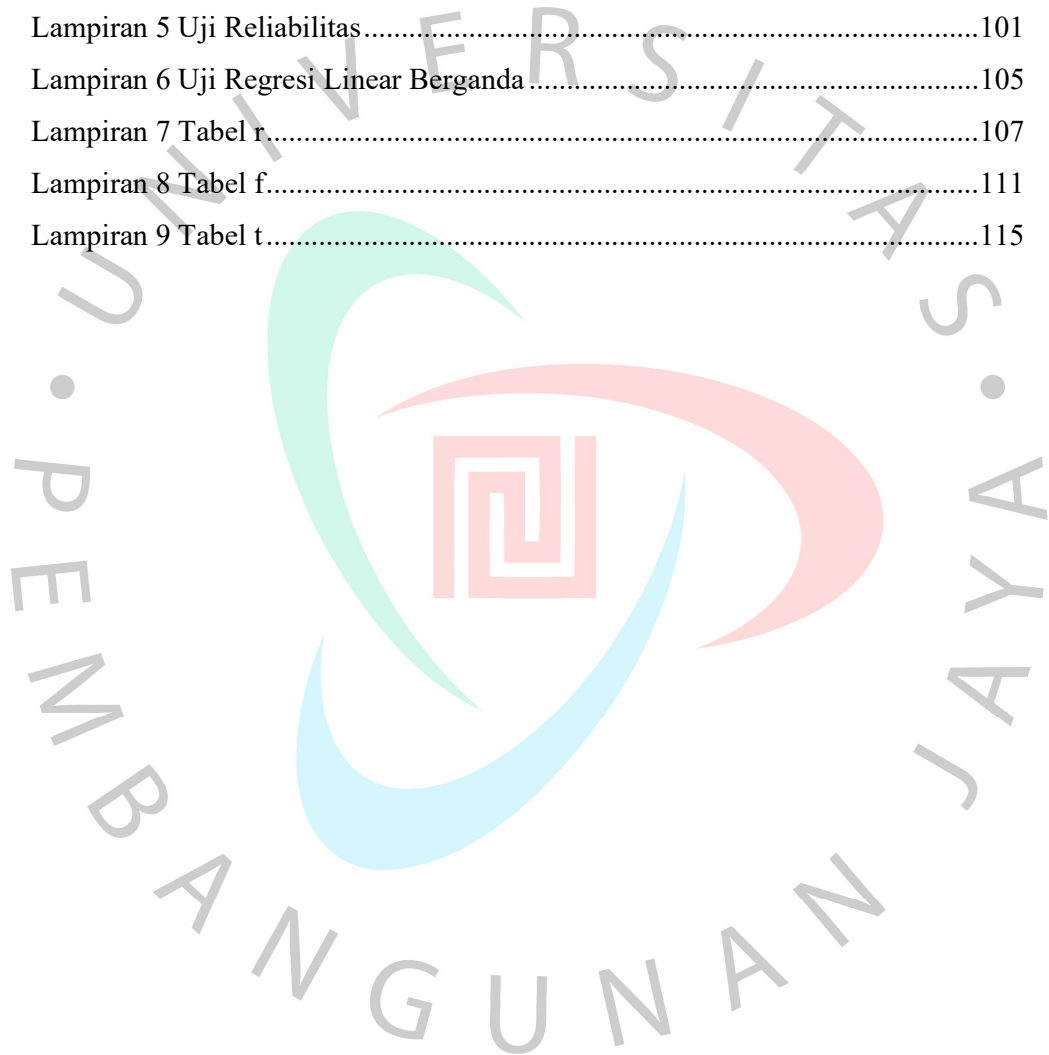 Lampiran 5 Uji Reliabilitas....................................................................................101
Lampiran 6 Uji Regresi Linear Berganda..............................................................105
Lampiran 7 Tabel r.................................................................................................107
Lampiran 8 Tabel f.................................................................................................111
Lampiran 9 Tabel t.................................................................................................115
UNIVERSITAS • PEMBANGUNAN JAYA •